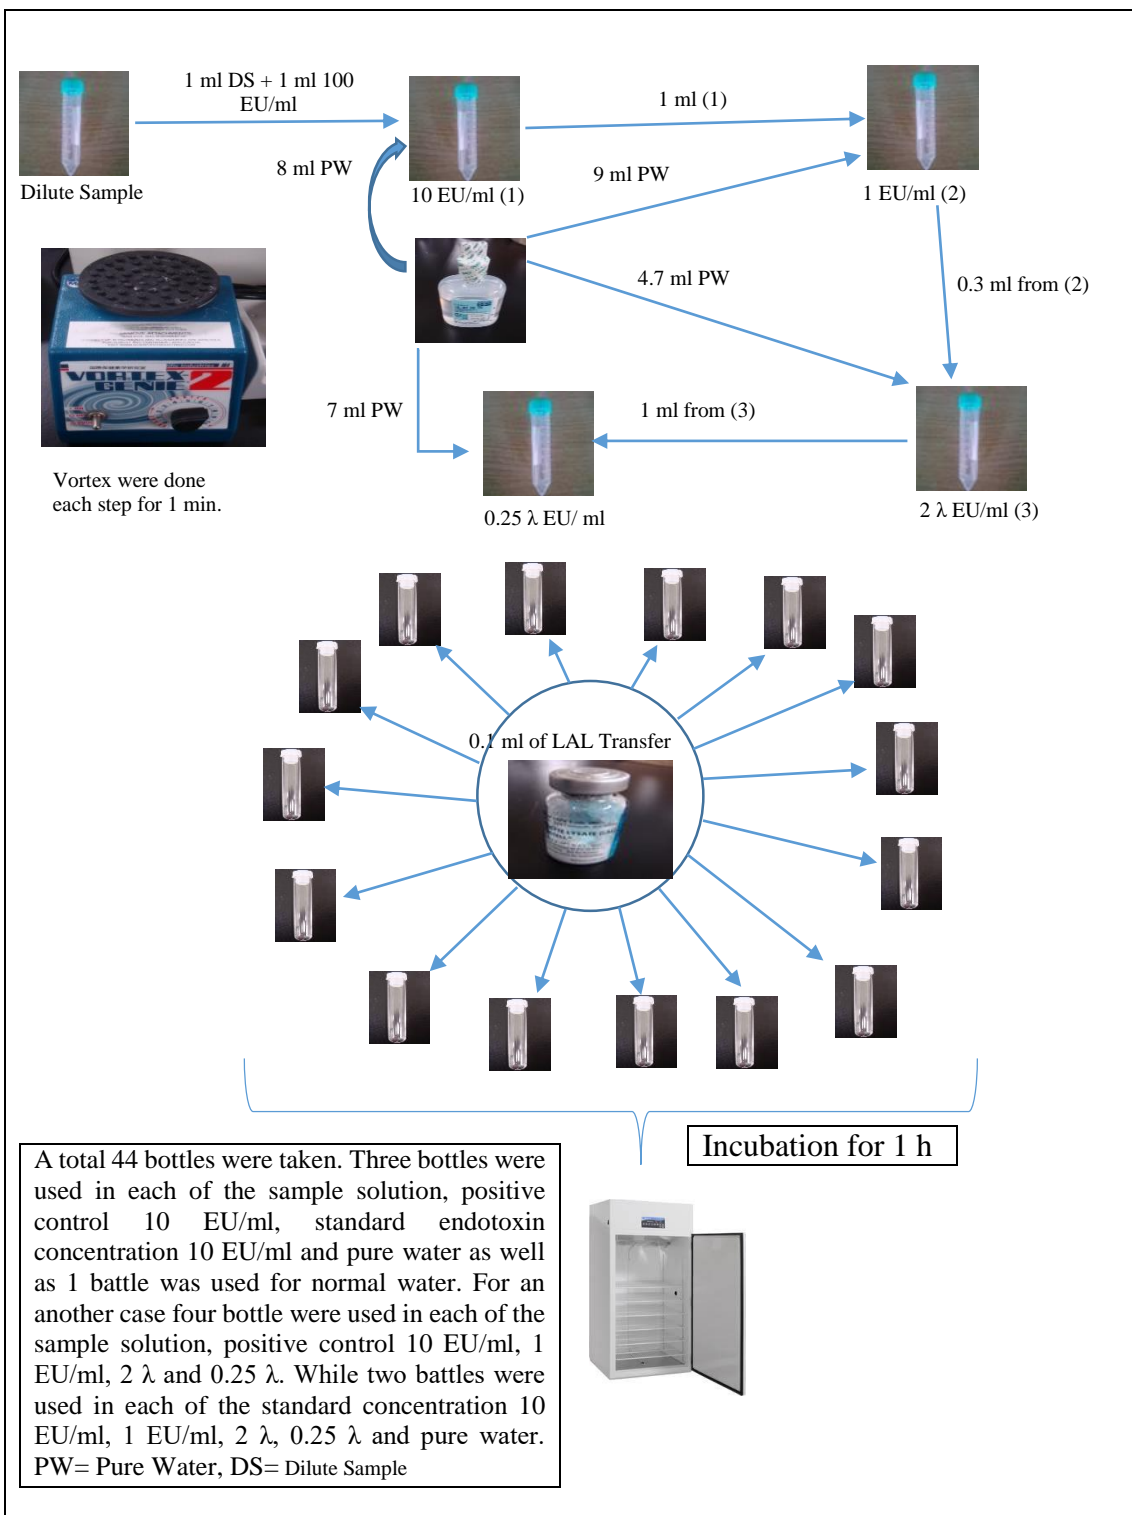 1 ml DS + 1 ml 100
EU/ml
1 ml (1)
8 ml PW
9 ml PW
Dilute Sample
10 EU/ml (1)
1 EU/ml (2)
4.7 ml PW
0.3 ml from (2)
VORTEX-
GENIE 2
7 ml PW
1 ml from (3)
Vortex were done
each step for 1 min.
0.25 λ EU/ ml
2 λ EU/ml (3)
0.1 ml of LAL Transfer
Incubation for 1 h
A total 44 bottles were taken. Three bottles were
used in each of the sample solution, positive
control 10 EU/ml, standard endotoxin
concentration 10 EU/ml and pure water as well
as 1 battle was used for normal water. For an
another case four bottle were used in each of the
sample solution, positive control 10 EU/ml, 1
EU/ml, 2 λ and 0.25 λ. While two battles were
used in each of the standard concentration 10
EU/ml, 1 EU/ml, 2 λ, 0.25 λ and pure water.
PW= Pure Water, DS= Dilute Sample